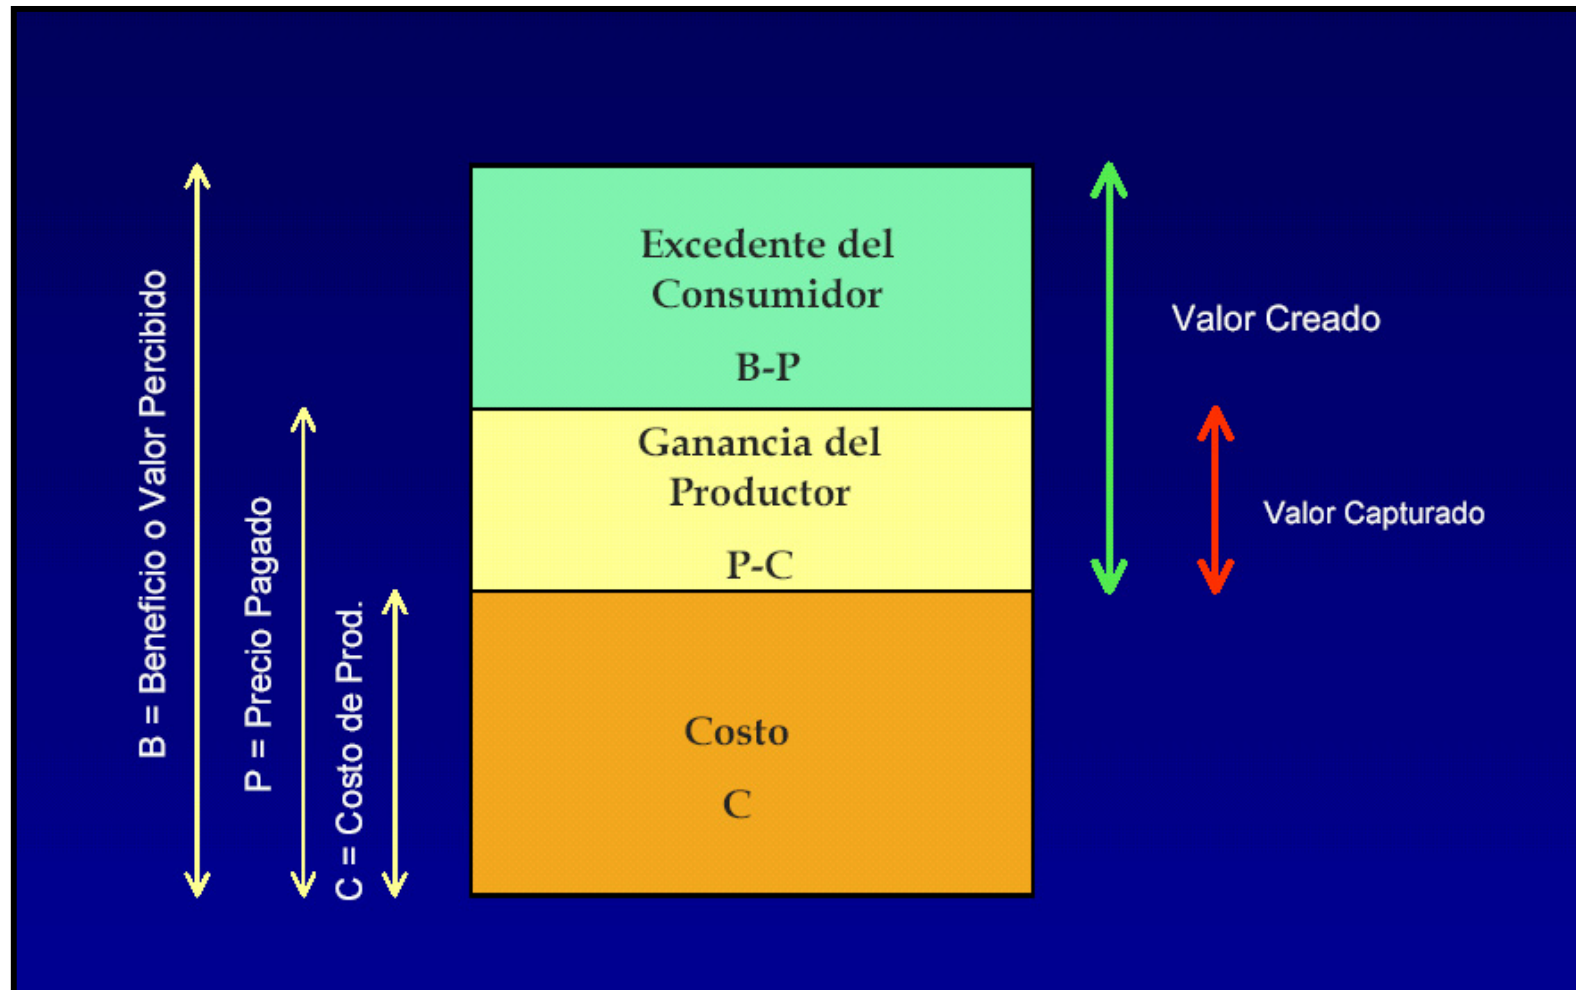 B = Beneficio o Valor Percibido
P = Precio Pagado
C = Costo de Prod.
Excedente del
Consumidor
B-P
Ganancia del
Productor
P-C
Costo
C
Valor Creado
Valor Capturado